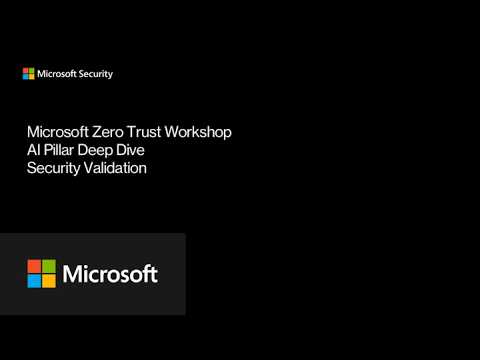 Microsoft Security
Microsoft Zero Trust Workshop
AI Pillar Deep Dive
Security Validation
Microsoft